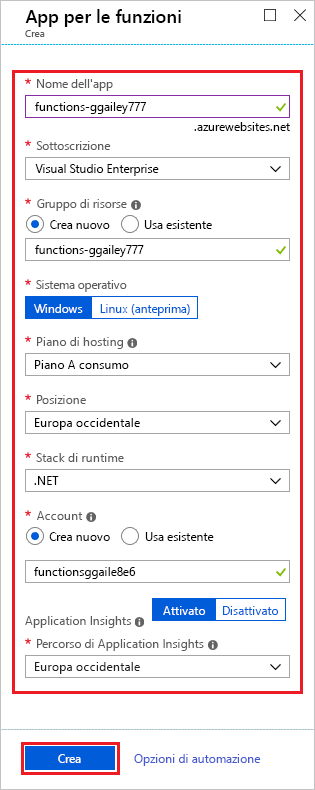 App per le funzioni
Crea
* Nome dell'app
functions-ggailey777
.azurewebsites.net
* Sottoscrizione
Visual Studio Enterprise
* Gruppo di risorse
Crea nuovo Usa esistente
functions-ggailey777
* Sistema operativo
Windows Linux (anteprima)
* Piano di hosting
Piano A consumo
* Posizione
Europa occidentale
* Stack di runtime
.NET
* Account
Crea nuovo Usa esistente
functionsggaile8e6
Application Insights Attivato Disattivato
* Percorso di Application Insights
Europa occidentale
Crea Opzioni di automazione